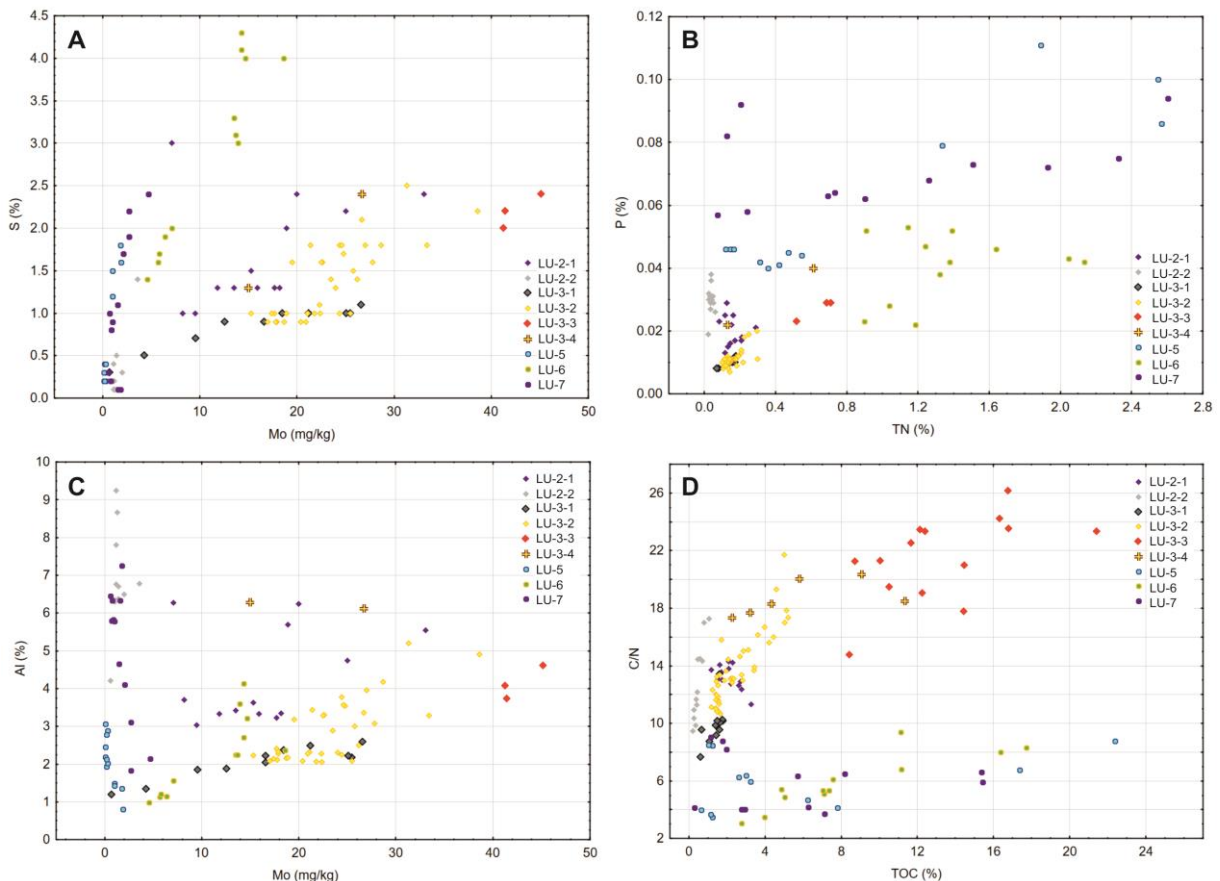 A
4.5
4.0
3.5
3.0
2.5
2.0
1.5
1.0
0.5
0.0
S (%)
0
10
20
30
40
50
Mo (mg/kg)
LU-2-1
LU-2-2
LU-3-1
LU-3-2
LU-3-3
LU-3-4
LU-5
LU-6
LU-7
B
0.12
0.10
0.08
0.06
0.04
0.02
0.00
P (%)
0.0
0.4
0.8
1.2
1.6
2.0
2.4
2.8
TN (%)
LU-2-1
LU-2-2
LU-3-1
LU-3-2
LU-3-3
LU-3-4
LU-5
LU-6
LU-7
C
10
9
8
7
6
5
4
3
2
1
0
Al (%)
0
10
20
30
40
50
Mo (mg/kg)
LU-2-1
LU-2-2
LU-3-1
LU-3-2
LU-3-3
LU-3-4
LU-5
LU-6
LU-7
D
26
22
18
14
10
6
2
C/N
0
4
8
12
16
20
24
TOC (%)
LU-2-1
LU-2-2
LU-3-1
LU-3-2
LU-3-3
LU-3-4
LU-5
LU-6
LU-7